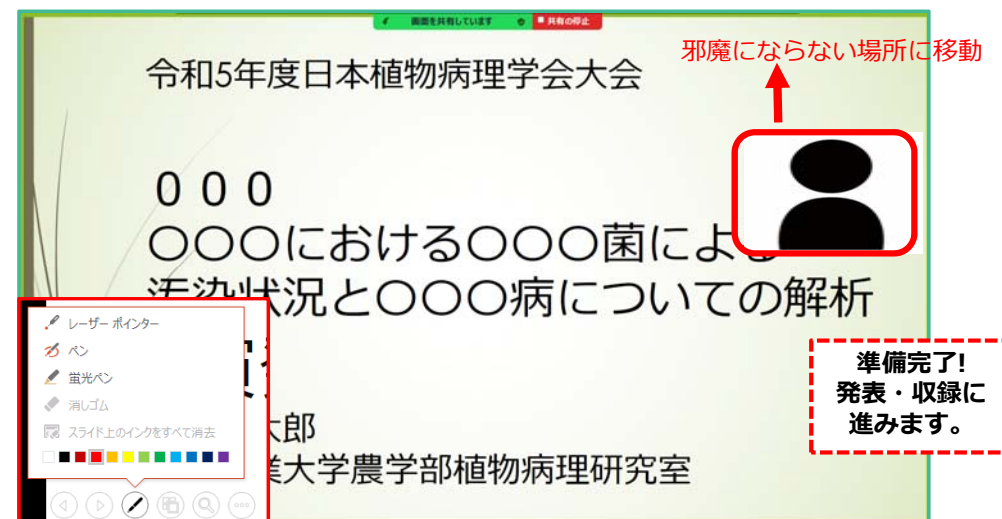 画面を共有しています
共有の停止
邪魔にならない場所に移動
令和5年度日本植物病理学会大会
０００
〇〇〇における〇〇〇菌による
汚染状況と〇〇〇病についての解析
レーザー ポインター
ペン
蛍光ペン
消しゴム
スライド上のインクをすべて消去
太郎
業大学農学部植物病理研究室
準備完了!
発表・収録に
進みます。